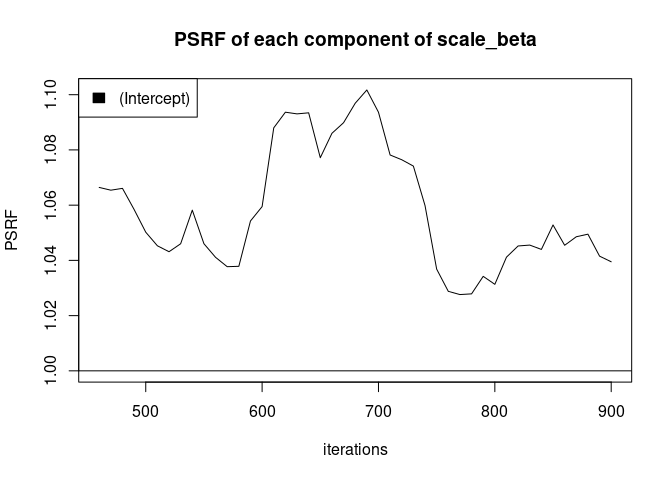 PSRF of each component of scale_beta
(Intercept)
PSRF
1.10
1.08
1.06
1.04
1.02
1.00
500 600 700 800 900
iterations